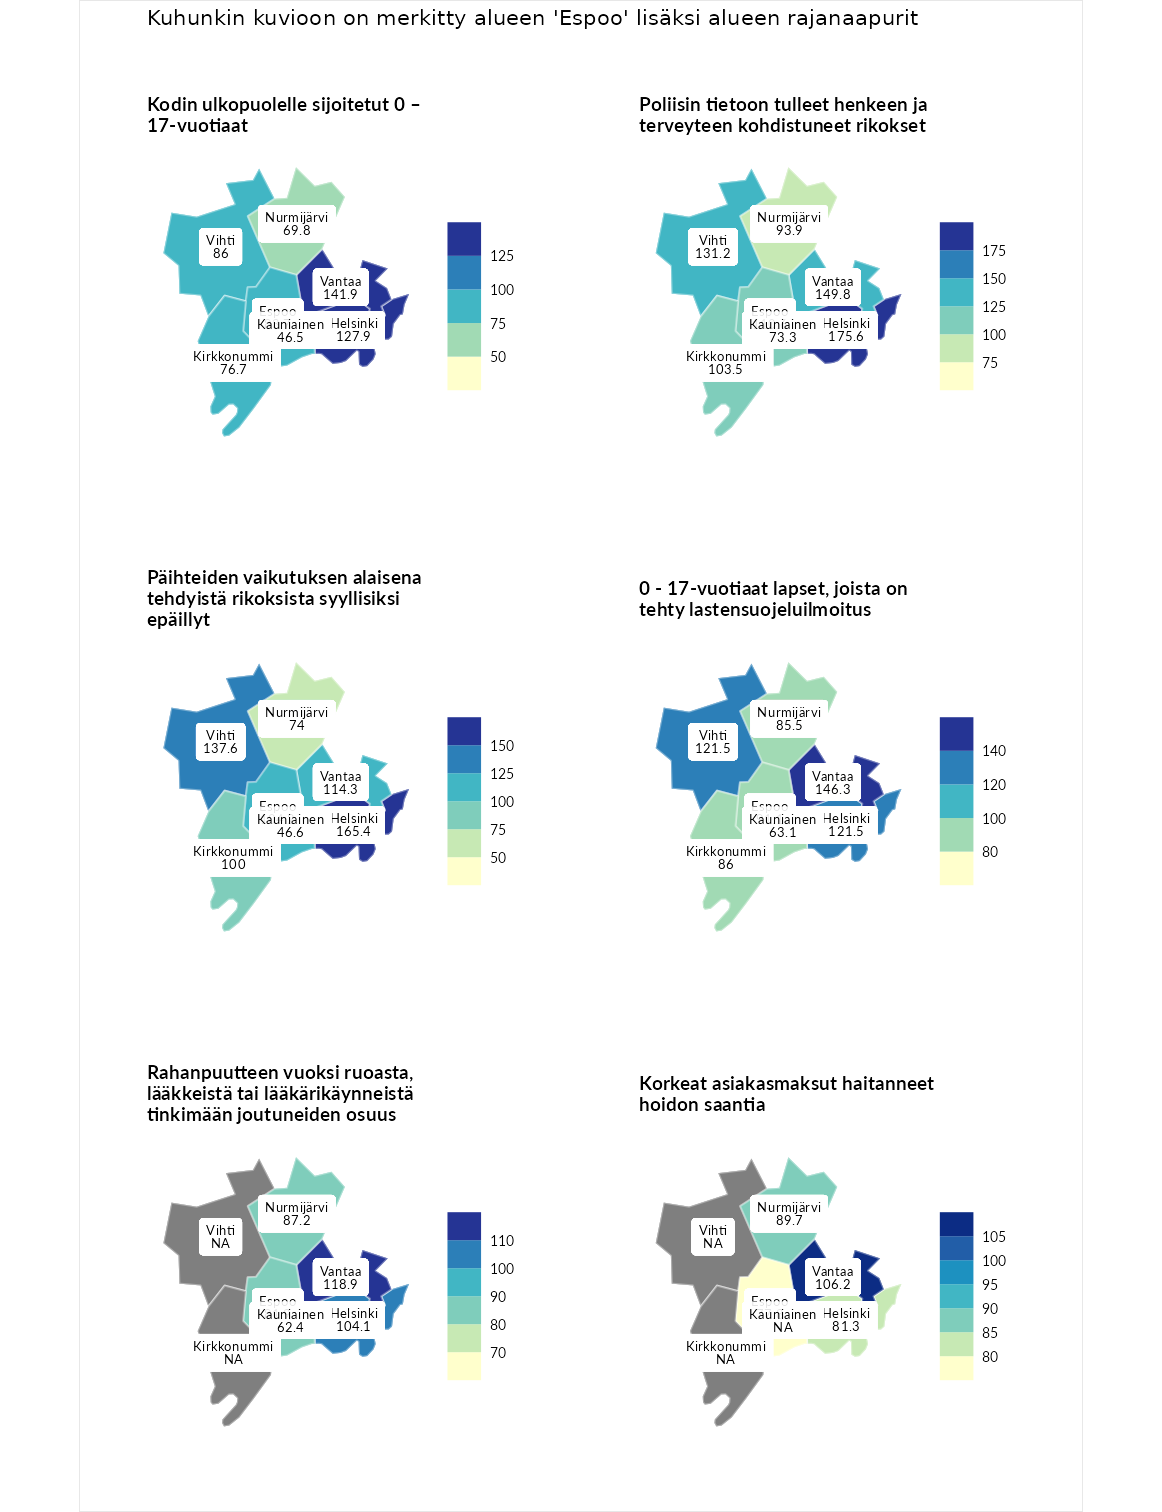 Kuhunkin kuvioon on merkitty alueen 'Espoo' lisäksi alueen rajanaapurit
Kodin ulkopuolelle sijoitetut 0 –
17-vuotiaat
Nurmijärvi
69.8
Vihti
86
Vantaa
141.9
Espoo
Kauniainen
46.5
Helsinki
127.9
Kirkkonummi
76.7
125
100
75
50
Poliisin tietoon tulleet henkeen ja
terveyteen kohdistuneet rikokset
Nurmijärvi
93.9
Vihti
131.2
Vantaa
149.8
Espoo
Kauniainen
73.3
Helsinki
175.6
Kirkkonummi
103.5
175
150
125
100
75
Päihteiden vaikutuksen alaisena
tehdyistä rikoksista syyllisiksi
epäillyt
Nurmijärvi
74
Vihti
137.6
Vantaa
114.3
Espoo
Kauniainen
46.6
Helsinki
165.4
Kirkkonummi
100
150
125
100
75
50
0 - 17-vuotiaat lapset, joista on
tehty lastensuojeluilmoitus
Nurmijärvi
85.5
Vihti
121.5
Vantaa
146.3
Espoo
Kauniainen
63.1
Helsinki
121.5
Kirkkonummi
86
140
120
100
80
Rahanpuutteen vuoksi ruoasta,
lääkkeistä tai lääkärikäynneistä
tinkimään joutuneiden osuus
Nurmijärvi
87.2
Vihti
NA
Vantaa
118.9
Espoo
Kauniainen
62.4
Helsinki
104.1
Kirkkonummi
NA
110
100
90
80
70
Korkeat asiakasmaksut haitanneet
hoidon saantia
Nurmijärvi
89.7
Vihti
NA
Vantaa
106.2
Espoo
Kauniainen
NA
Helsinki
81.3
Kirkkonummi
NA
105
100
95
90
85
80